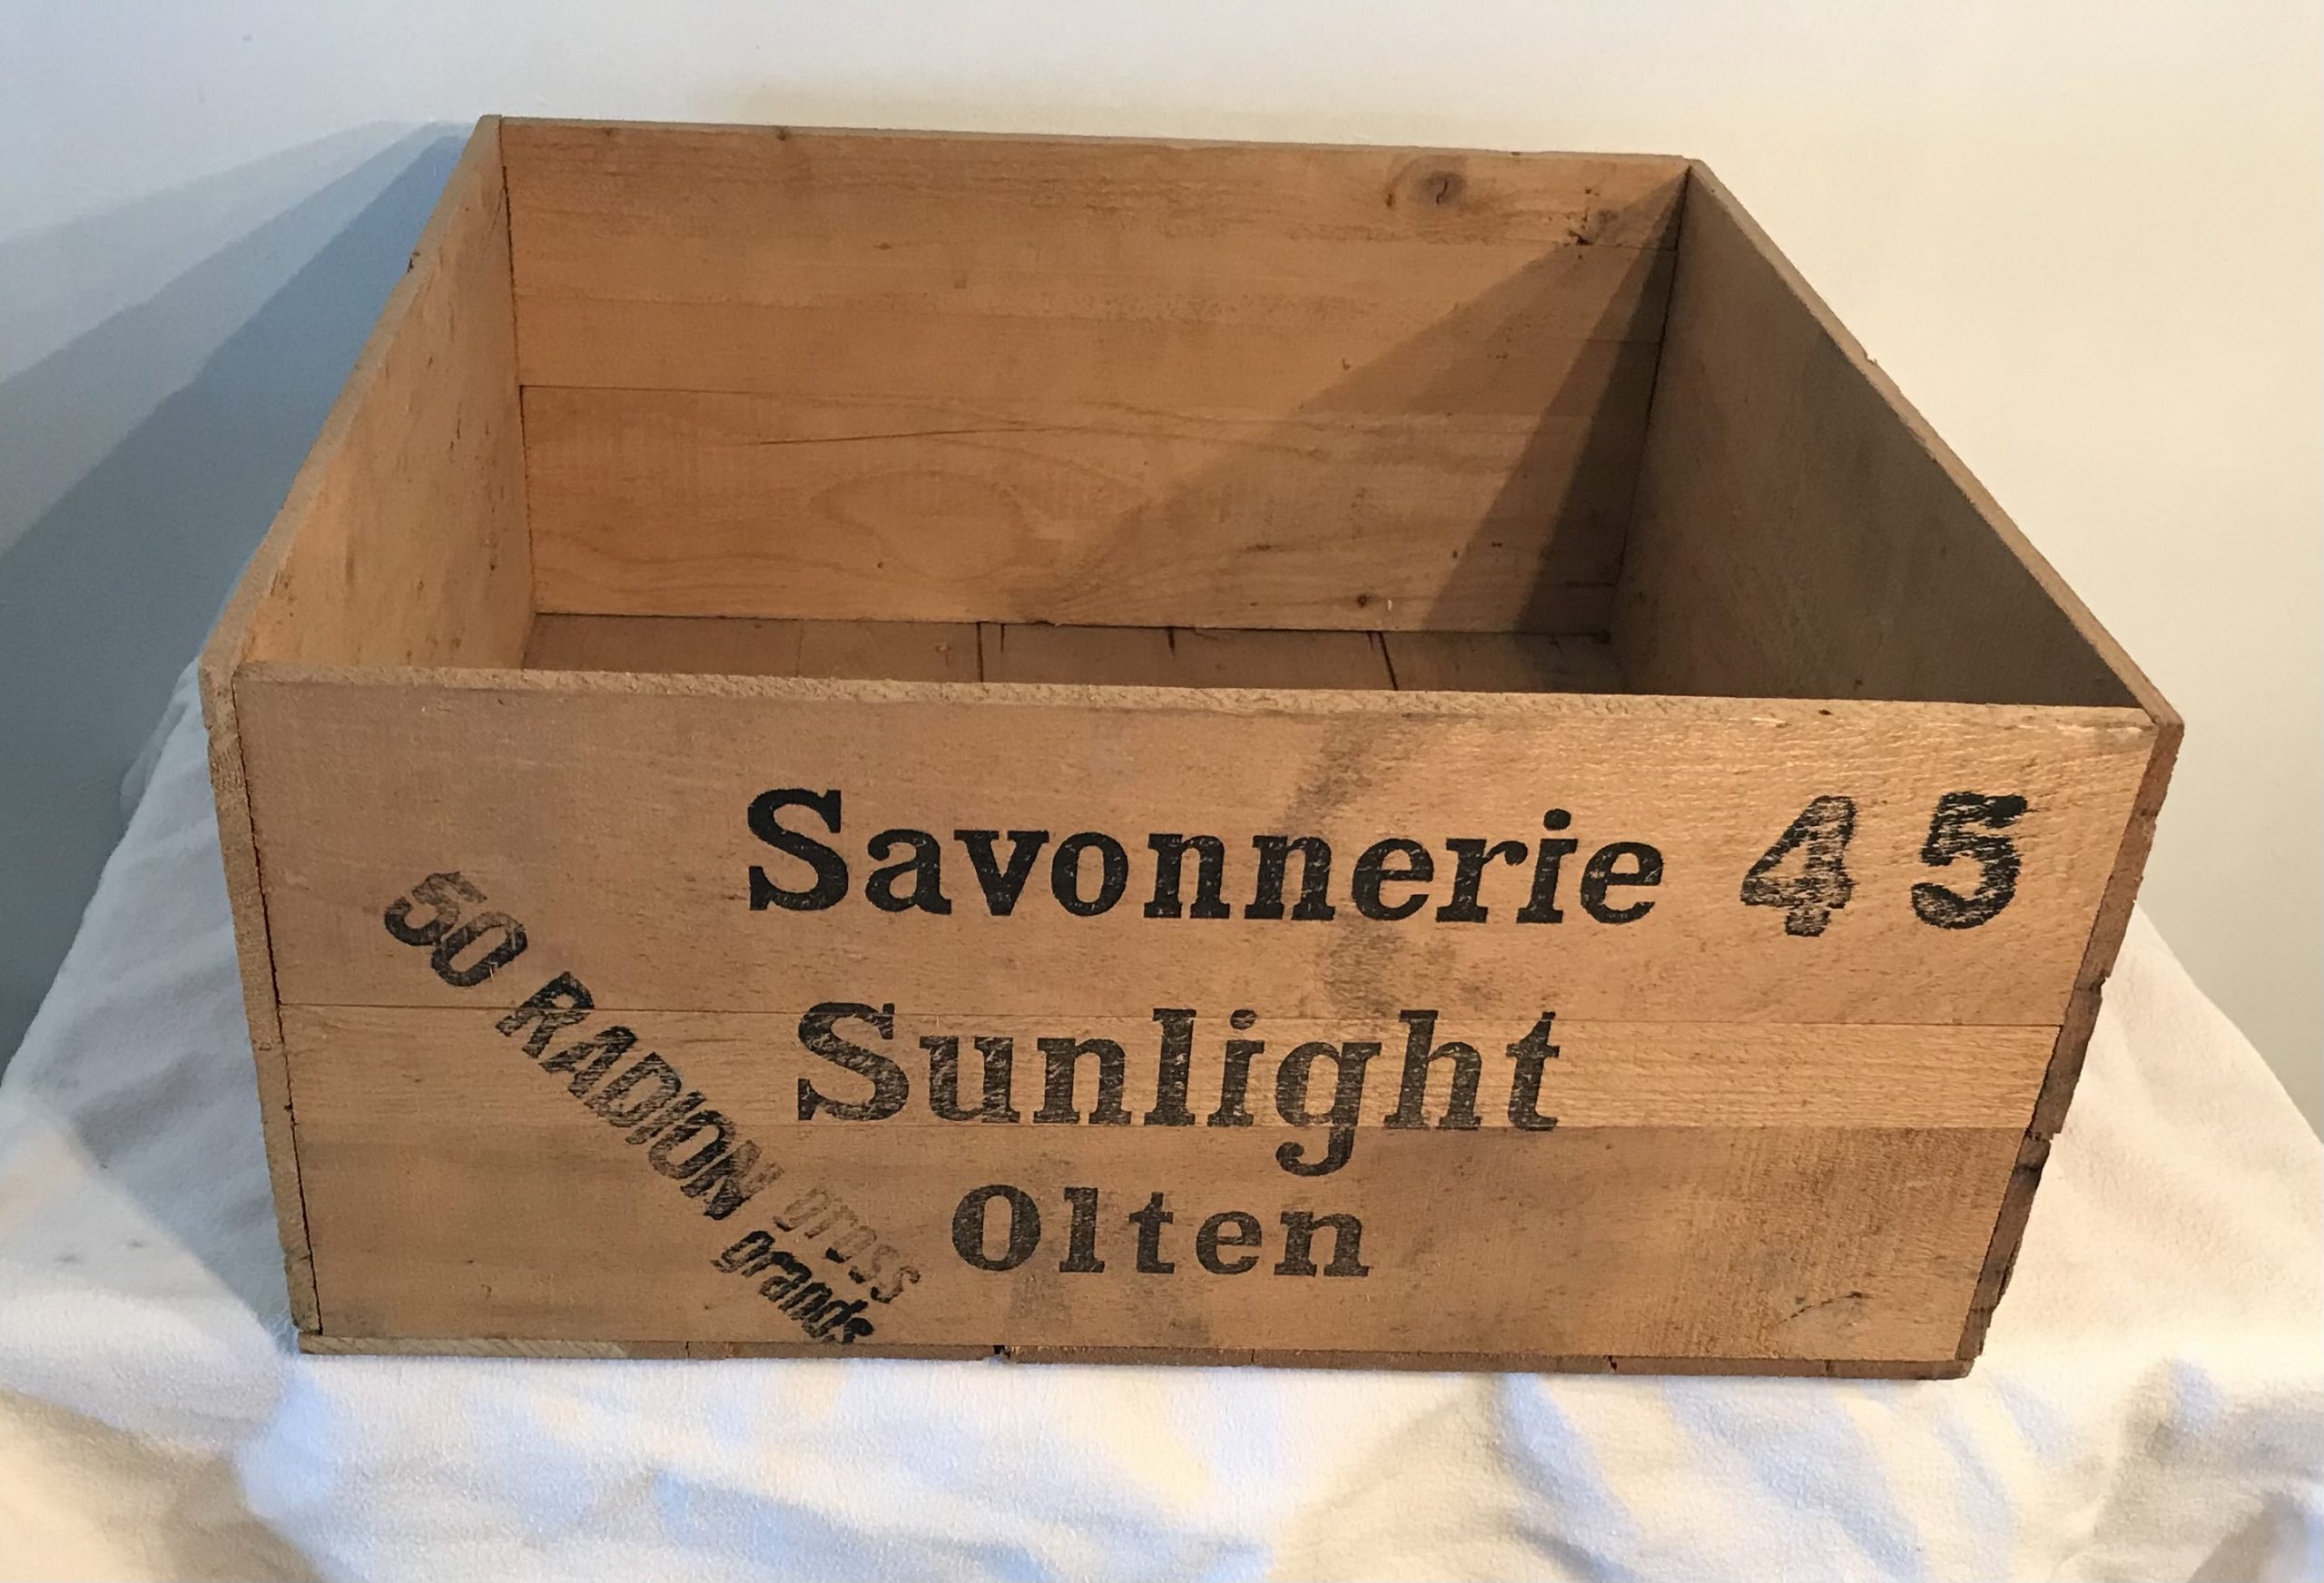 Savonnerie 45
Sunlight
Olten
50 RADION gross
grands